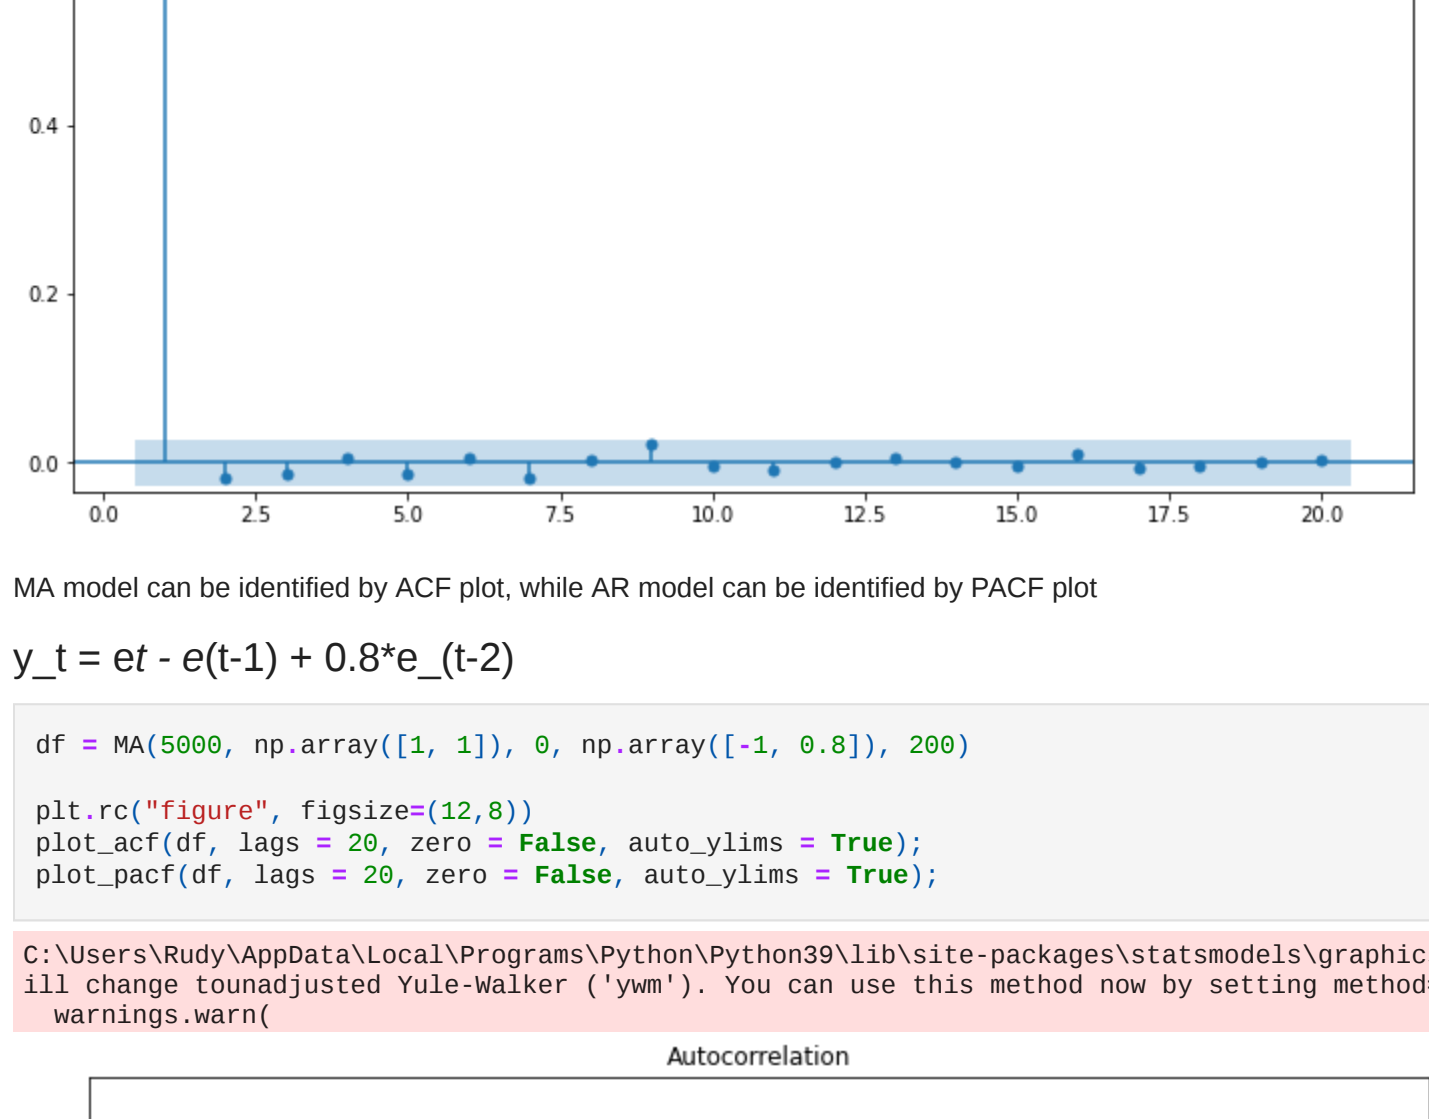 0.4
0.2
0.0
0.0 2.5 5.0 7.5 10.0 12.5 15.0 17.5 20.0
MA model can be identified by ACF plot, while AR model can be identified by PACF plot
y_t = et - e(t-1) + 0.8*e_(t-2)
df = MA(5000, np.array([1, 1]), 0, np.array([-1, 0.8]), 200)
plt.rc("figure", figsize=(12,8))
plot_acf(df, lags = 20, zero = False, auto_ylims = True);
plot_pacf(df, lags = 20, zero = False, auto_ylims = True);
C:\Users\Rudy\AppData\Local\Programs\Python\Python39\lib\site-packages\statsmodels\graphic
ill change tounadjusted Yule-Walker ('ywm'). You can use this method now by setting method=
warnings.warn(
Autocorrelation